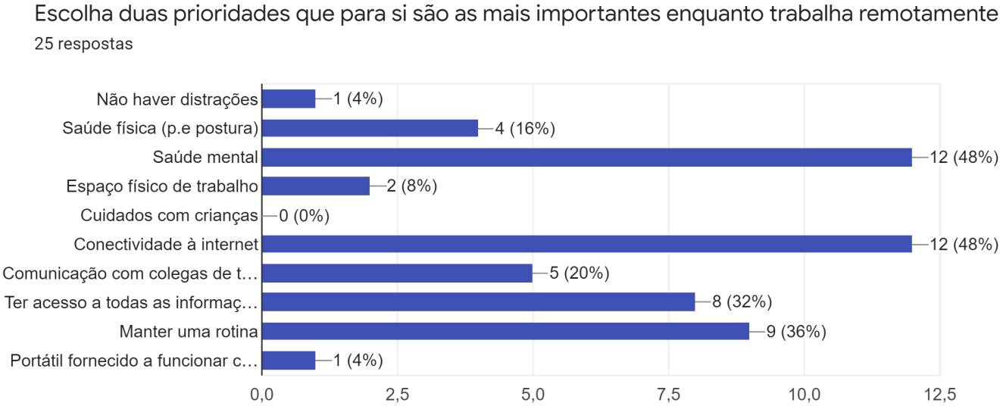 Escolha duas prioridades que para si são as mais importantes enquanto trabalha remotamente
25 respostas
Não haver distrações 1 (4%)
Saúde física (p.e postura) 4 (16%)
Saúde mental 12 (48%)
Espaço físico de trabalho 2 (8%)
Cuidados com crianças 0 (0%)
Conectividade à internet 12 (48%)
Comunicação com colegas de t… 5 (20%)
Ter acesso a todas as informaç… 8 (32%)
Manter uma rotina 9 (36%)
Portátil fornecido a funcionar c… 1 (4%)
0,0 2,5 5,0 7,5 10,0 12,5